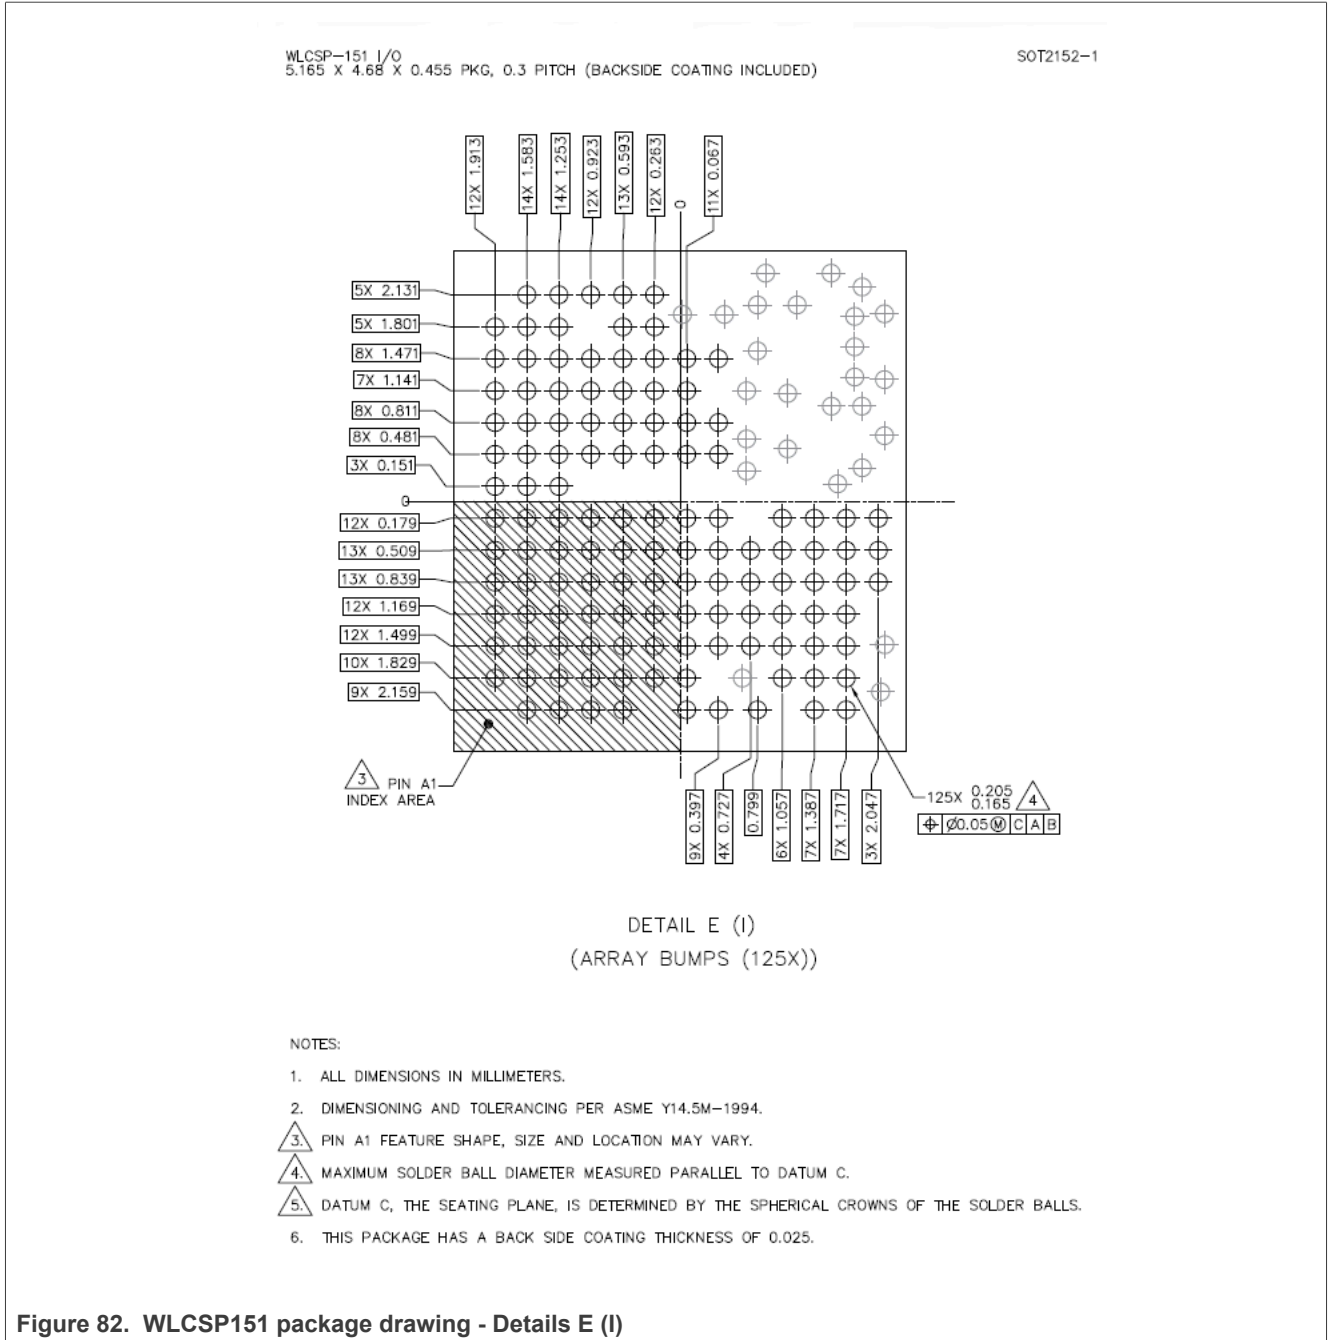 WLCSP-151 I/O
5.165 X 4.68 X 0.455 PKG, 0.3 PITCH (BACKSIDE COATING INCLUDED)
SOT2152-1
12X 1.913
14X 1.583
14X 1.253
12X 0.923
13X 0.593
12X 0.263
0
11X 0.067
5X 2.131
5X 1.801
8X 1.471
7X 1.141
8X 0.811
8X 0.481
3X 0.151
0
12X 0.179
13X 0.509
13X 0.839
12X 1.169
12X 1.499
10X 1.829
9X 2.159
3 PIN A1
INDEX AREA
9X 0.397
4X 0.727
0.799
6X 1.057
7X 1.387
7X 1.717
3X 2.047
125X 0.205
0.165 4
⌖ Ø0.05Ⓜ C A B
DETAIL E (I)
(ARRAY BUMPS (125X))
NOTES:
1. ALL DIMENSIONS IN MILLIMETERS.
2. DIMENSIONING AND TOLERANCING PER ASME Y14.5M-1994.
3. PIN A1 FEATURE SHAPE, SIZE AND LOCATION MAY VARY.
4. MAXIMUM SOLDER BALL DIAMETER MEASURED PARALLEL TO DATUM C.
5. DATUM C, THE SEATING PLANE, IS DETERMINED BY THE SPHERICAL CROWNS OF THE SOLDER BALLS.
6. THIS PACKAGE HAS A BACK SIDE COATING THICKNESS OF 0.025.
Figure 82. WLCSP151 package drawing - Details E (I)